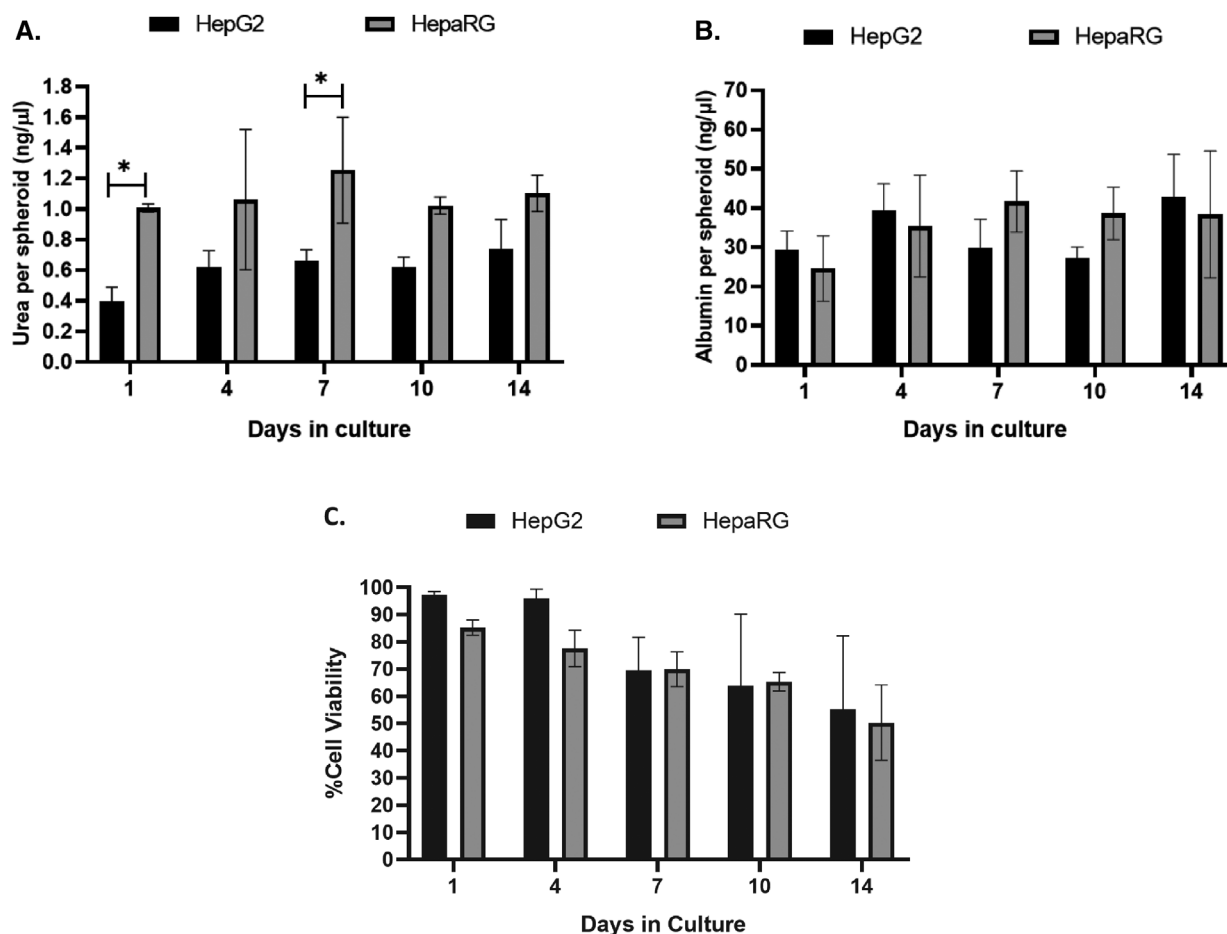 A.
HepG2 HepaRG
Urea per spheroid (ng/µl)
1.8
1.6
1.4
1.2
1.0
0.8
0.6
0.4
0.2
0.0
* *
1 4 7 10 14
Days in culture
B.
HepG2 HepaRG
Albumin per spheroid (ng/µl)
70
60
50
40
30
20
10
0
1 4 7 10 14
Days in culture
C.
HepG2 HepaRG
%Cell Viability
100
90
80
70
60
50
40
30
20
10
0
1 4 7 10 14
Days in Culture